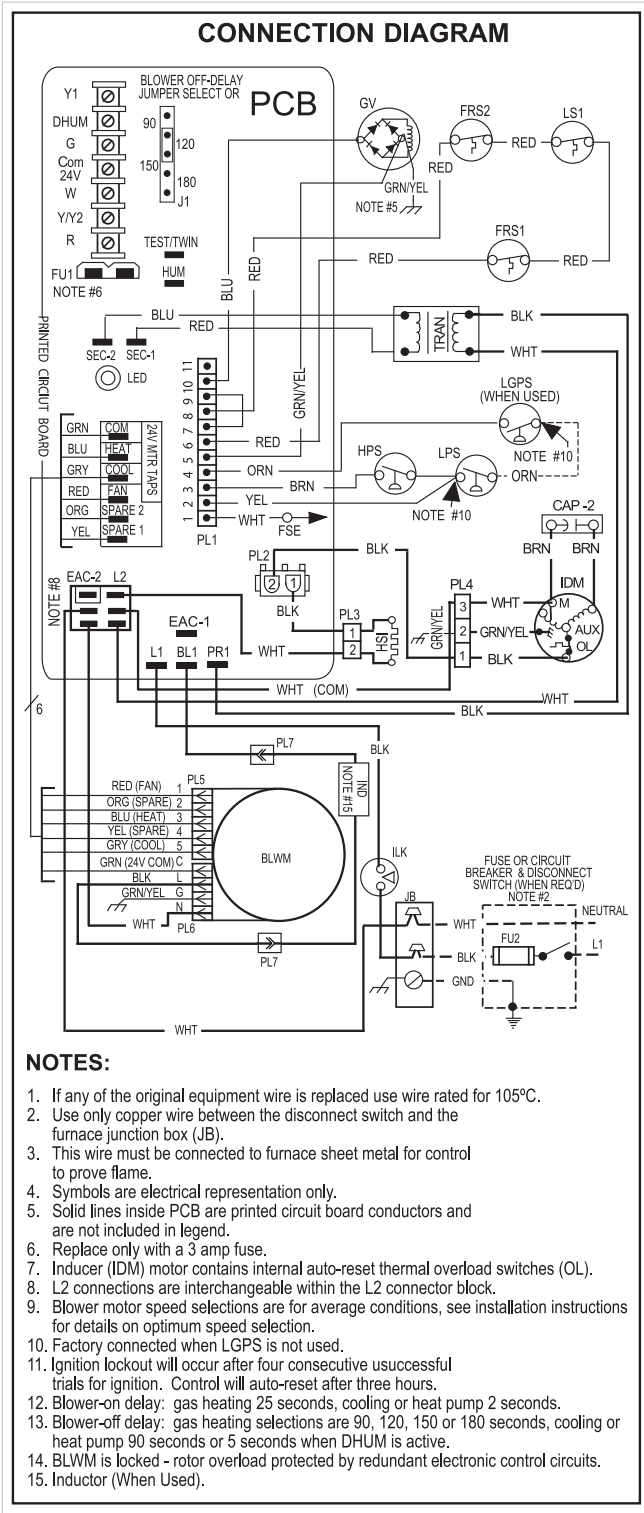 CONNECTION DIAGRAM
Y1
DHUM
G
Com
24V
W
Y/Y2
R
FU1
NOTE #6
BLOWER OFF-DELAY
JUMPER SELECT OR
90
120
150
180
J1
PCB
TEST/TWIN
HUM
PRINTED CIRCIUT BOARD
GV
GRN/YEL
NOTE #5
FRS2
RED
LS1
RED
FRS1
RED
RED
BLU
RED
GRN/YEL
BLU
RED
SEC-2
SEC-1
LED
TRAN
BLK
WHT
LGPS
(WHEN USED)
NOTE #10
11
10
9
8
7
6
5
4
3
2
1
PL1
RED
ORN
BRN
YEL
WHT
FSE
HPS
LPS
ORN
NOTE #10
GRN
COM
BLU
HEAT
GRY
COOL
RED
FAN
ORG
SPARE 2
YEL
SPARE 1
24V MTR TAPS
CAP -2
BRN
BRN
IDM
M
AUX
OL
PL2
2
1
BLK
BLK
PL3
1
2
HSI
WHT
PL4
3
2
1
GRN/YEL
WHT
GRN/YEL
BLK
NOTE #8
EAC-2
L2
EAC-1
L1
BL1
PR1
WHT (COM)
WHT
BLK
6
PL7
BLK
IND
NOTE #15
RED (FAN) 1
ORG (SPARE) 2
BLU (HEAT) 3
YEL (SPARE) 4
GRY (COOL) 5
GRN (24V COM) C
BLK L
GRN/YEL G
N
WHT
PL5
PL6
BLWM
PL7
ILK
JB
WHT
BLK
GND
FUSE OR CIRCUIT
BREAKER & DISCONNECT
SWITCH (WHEN REQ'D)
NOTE #2
NEUTRAL
FU2
L1
WHT
NOTES:
1. If any of the original equipment wire is replaced use wire rated for 105ºC.
2. Use only copper wire between the disconnect switch and the
furnace junction box (JB).
3. This wire must be connected to furnace sheet metal for control
to prove flame.
4. Symbols are electrical representation only.
5. Solid lines inside PCB are printed circuit board conductors and
are not included in legend.
6. Replace only with a 3 amp fuse.
7. Inducer (IDM) motor contains internal auto-reset thermal overload switches (OL).
8. L2 connections are interchangeable within the L2 connector block.
9. Blower motor speed selections are for average conditions, see installation instructions
for details on optimum speed selection.
10. Factory connected when LGPS is not used.
11. Ignition lockout will occur after four consecutive usuccessful
trials for ignition. Control will auto-reset after three hours.
12. Blower-on delay: gas heating 25 seconds, cooling or heat pump 2 seconds.
13. Blower-off delay: gas heating selections are 90, 120, 150 or 180 seconds, cooling or
heat pump 90 seconds or 5 seconds when DHUM is active.
14. BLWM is locked - rotor overload protected by redundant electronic control circuits.
15. Inductor (When Used).